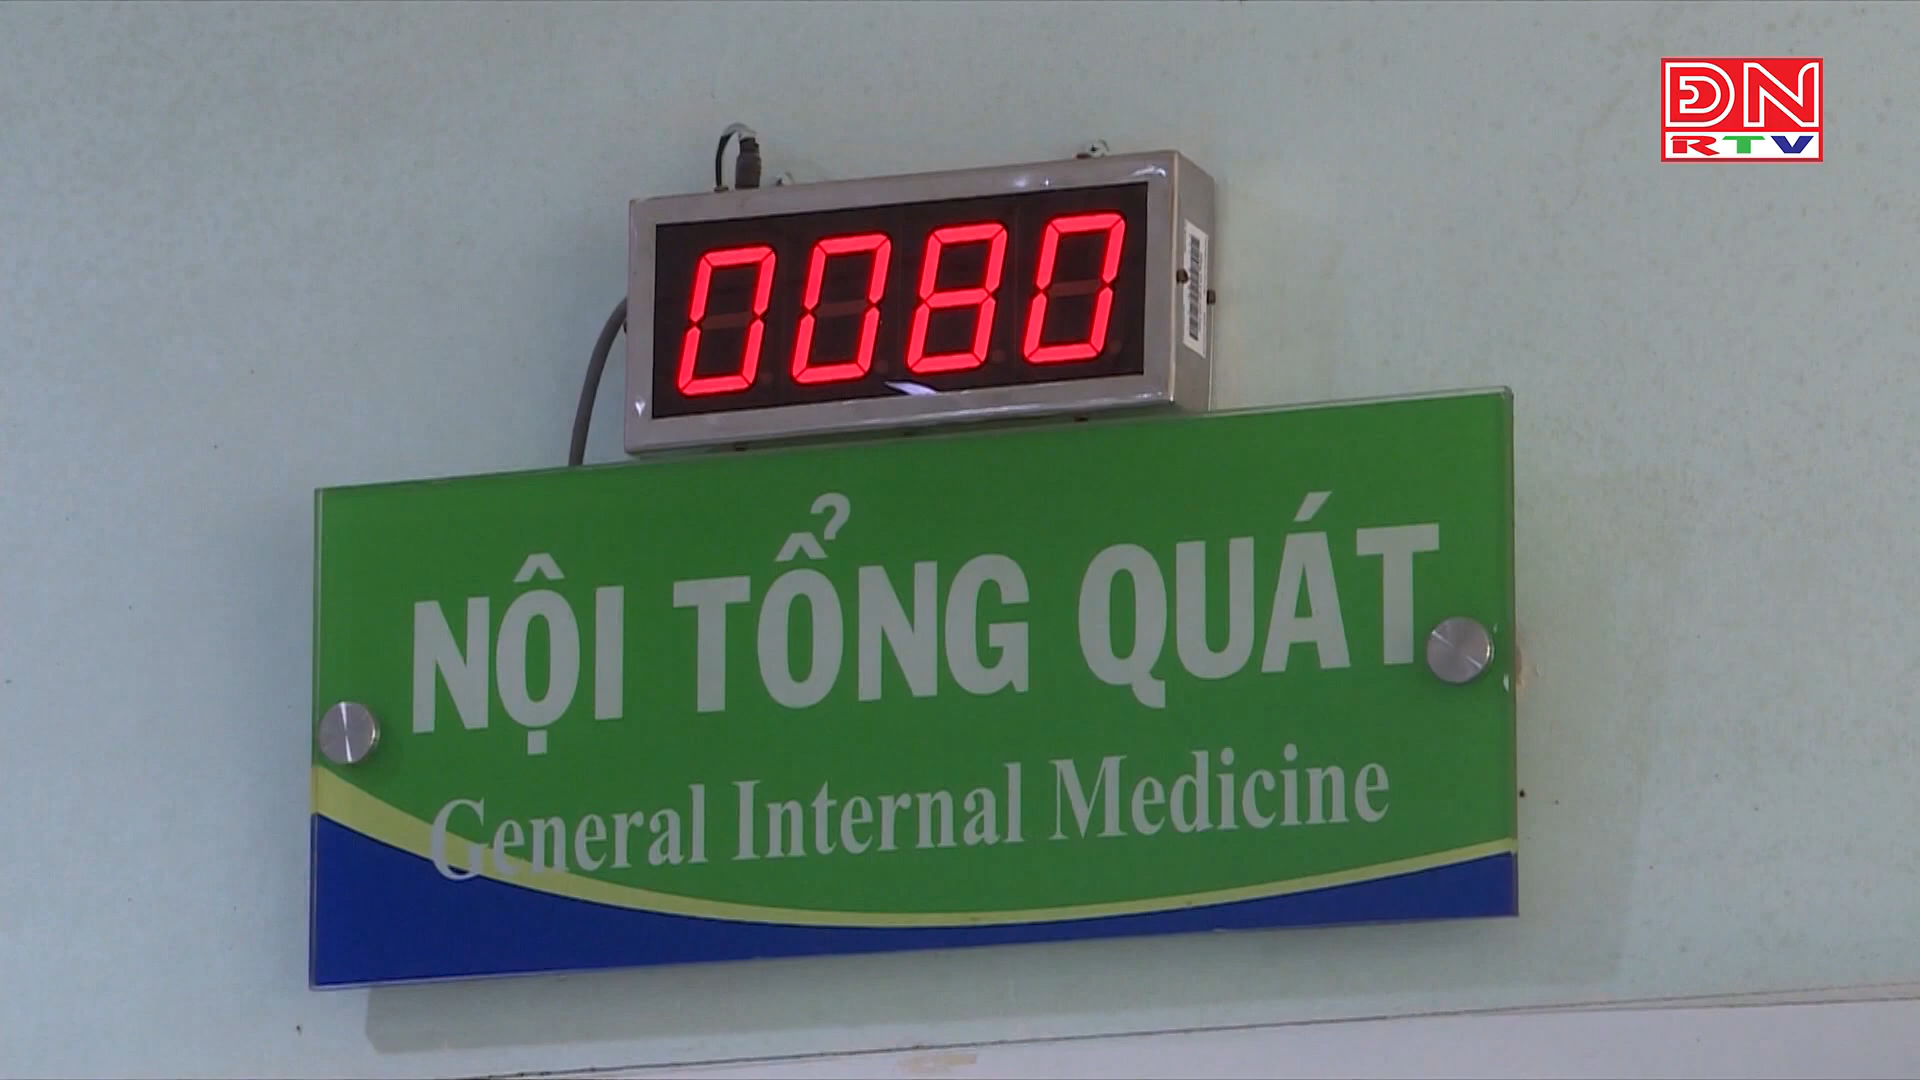 ĐN
RTV
0080
NỘI TỔNG QUÁT
General Internal Medicine